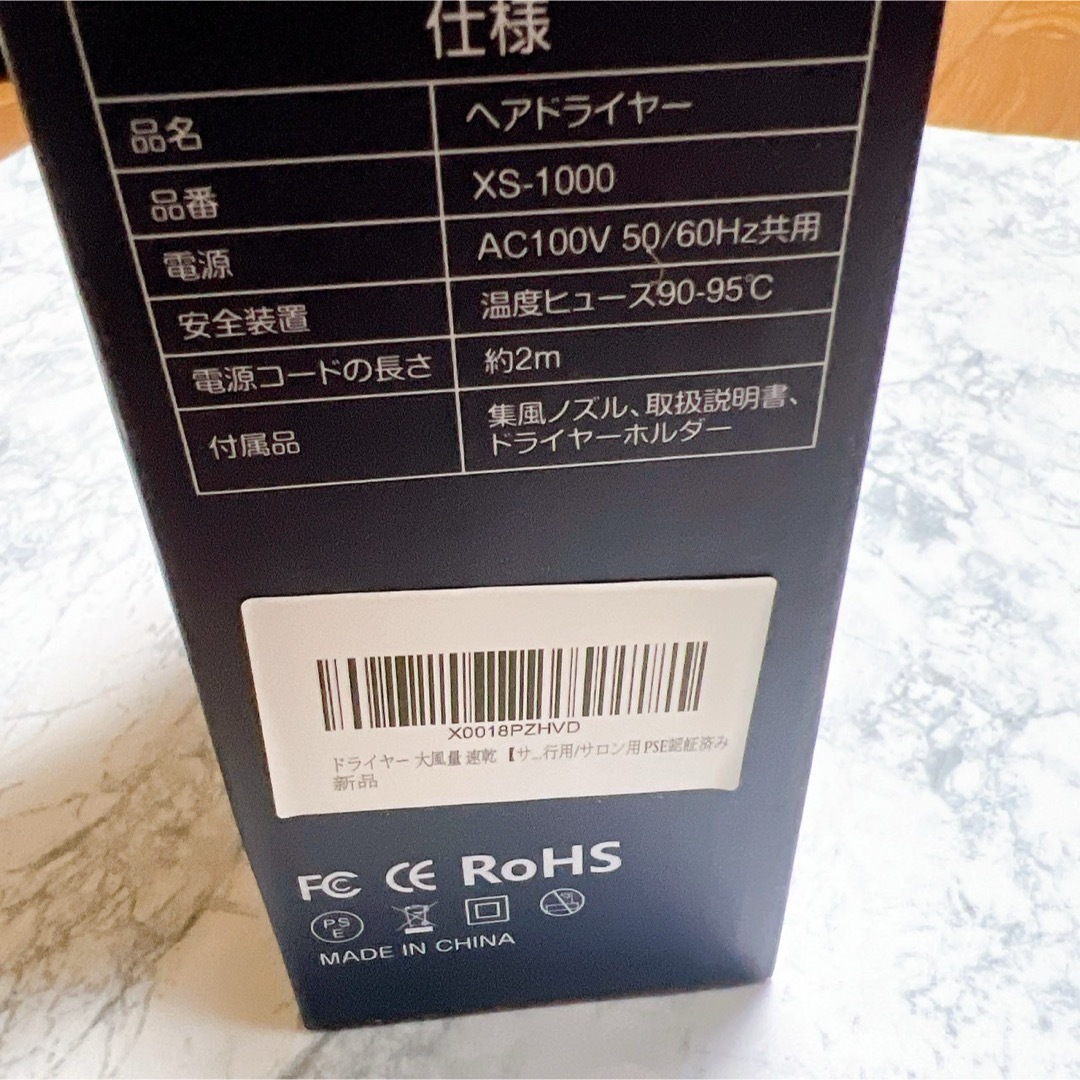 仕様
品名 ヘアドライヤー
品番 XS-1000
電源 AC100V 50/60Hz共用
安全装置 温度ヒューズ90-95℃
電源コードの長さ 約2m
付属品 集風ノズル、取扱説明書、
ドライヤーホルダー
X0018PZHVD
ドライヤー 大風量 速乾 【サ...行用/サロン用 PSE認証済み
新品
FC CE RoHS
PS
E
MADE IN CHINA